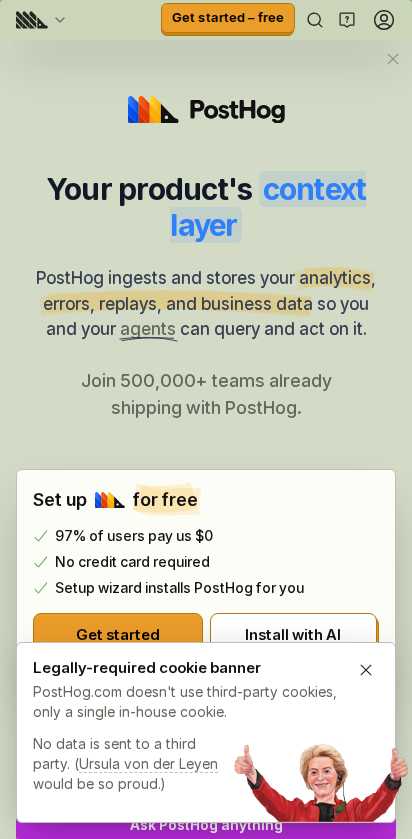 Get started – free
PostHog
Your product's context
layer
PostHog ingests and stores your analytics,
errors, replays, and business data so you
and your agents can query and act on it.
Join 500,000+ teams already
shipping with PostHog.
Set up for free
97% of users pay us $0
No credit card required
Setup wizard installs PostHog for you
Get started
Install with AI
Legally-required cookie banner
PostHog.com doesn't use third-party cookies,
only a single in-house cookie.
No data is sent to a third
party. (Ursula von der Leyen
would be so proud.)
Ask PostHog anything